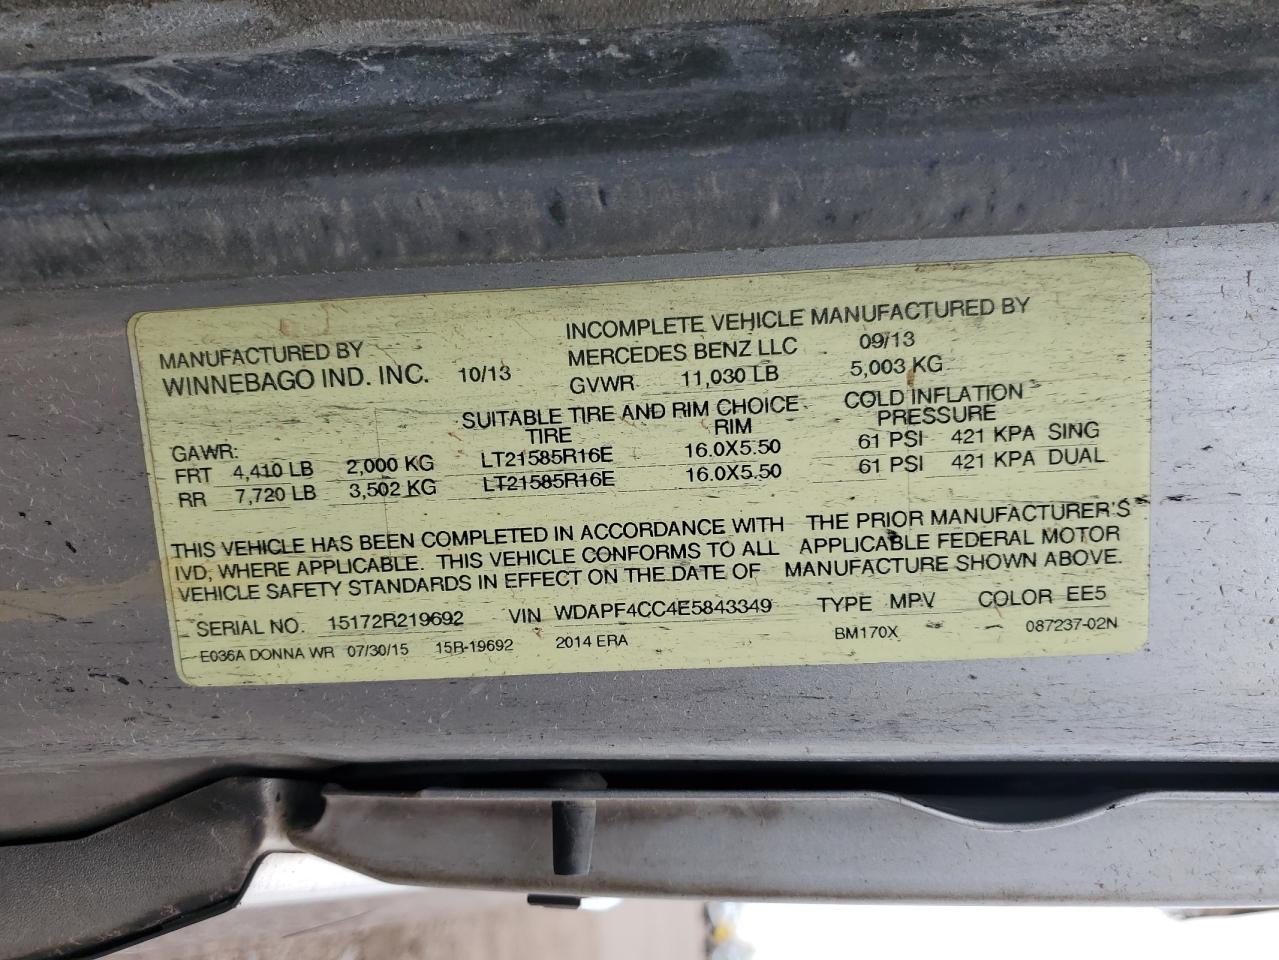 MANUFACTURED BY
WINNEBAGO IND. INC. 10/13
INCOMPLETE VEHICLE MANUFACTURED BY
MERCEDES BENZ LLC 09/13
GVWR 11,030 LB 5,003 KG
SUITABLE TIRE AND RIM CHOICE COLD INFLATION
GAWR: TIRE RIM PRESSURE
FRT 4,410 LB 2,000 KG LT21585R16E 16.0X5.50 61 PSI 421 KPA SING
RR 7,720 LB 3,502 KG LT21585R16E 16.0X5.50 61 PSI 421 KPA DUAL
THIS VEHICLE HAS BEEN COMPLETED IN ACCORDANCE WITH THE PRIOR MANUFACTURER'S
IVD, WHERE APPLICABLE. THIS VEHICLE CONFORMS TO ALL APPLICABLE FEDERAL MOTOR
VEHICLE SAFETY STANDARDS IN EFFECT ON THE DATE OF MANUFACTURE SHOWN ABOVE.
SERIAL NO. 15172R219692 VIN WDAPF4CC4E5843349 TYPE MPV COLOR EE5
E036A DONNA WR 07/30/15 15R-19692 2014 ERA BM170X 087237-02N